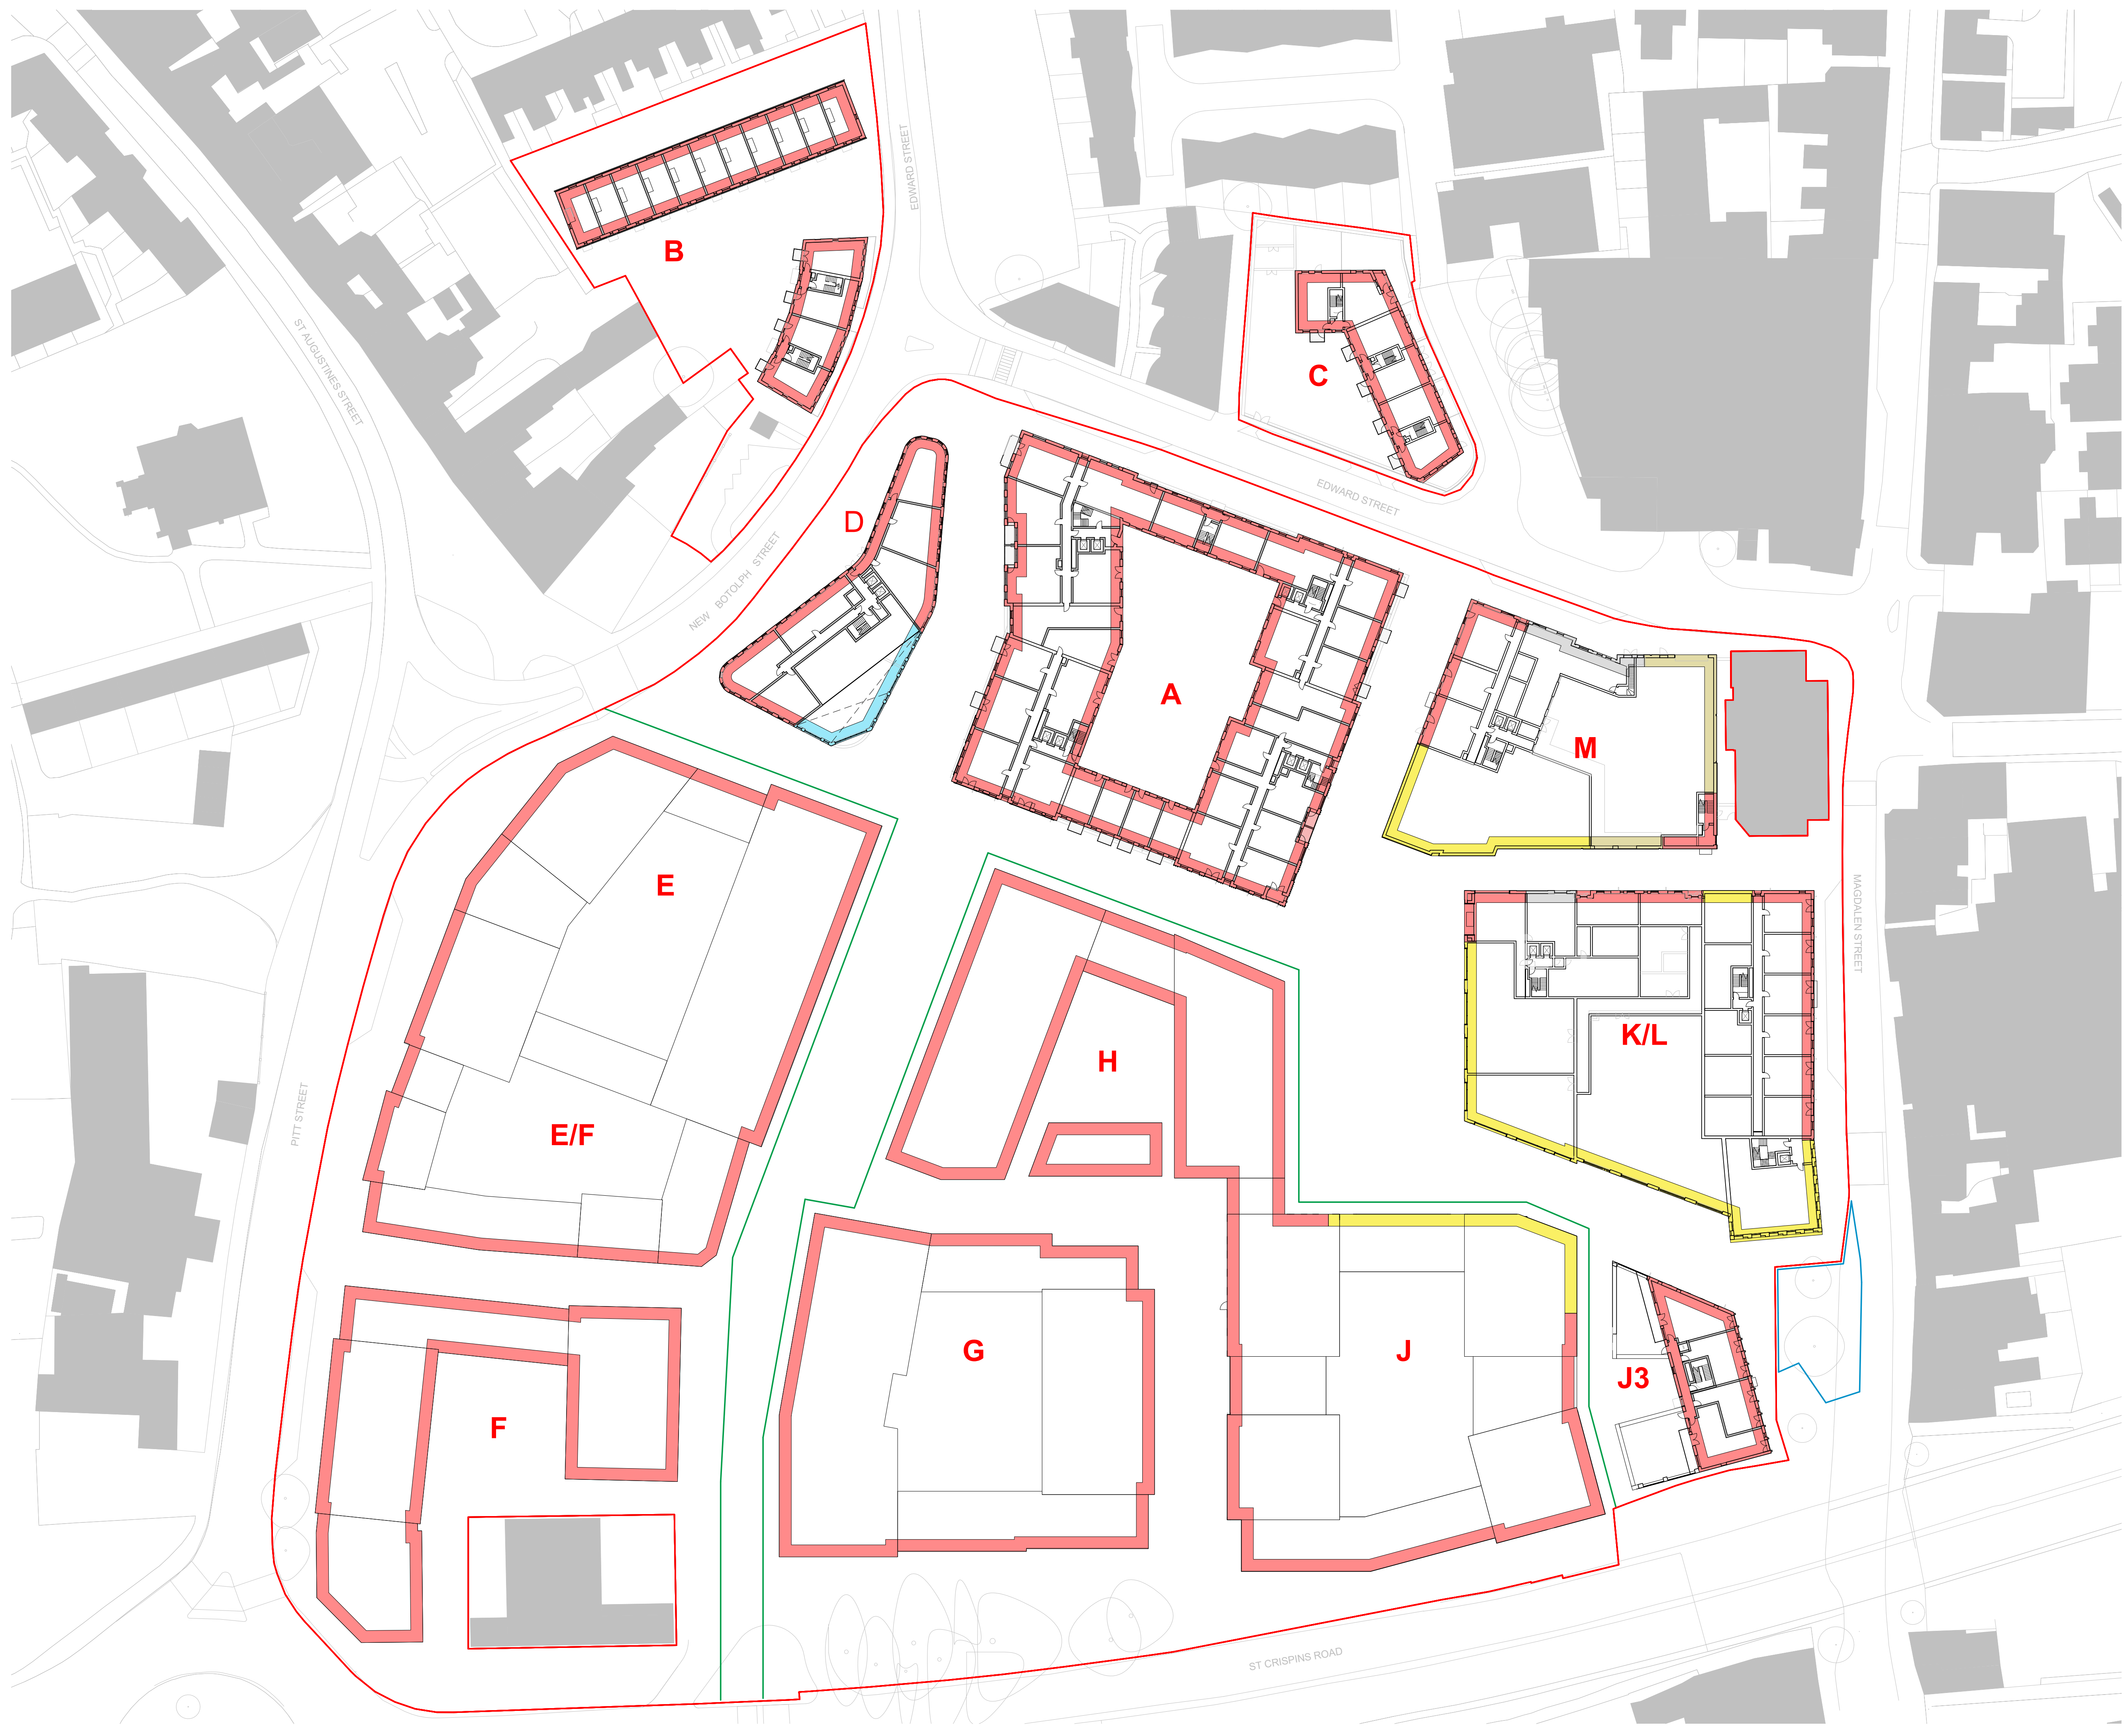 EDWARD STREET
B
ST AUGUSTINES STREET
C
EDWARD STREET
D
NEW BOTOLPH STREET
A
M
E
MAGDALEN STREET
K/L
H
PITT STREET
E/F
G
J
J3
F
ST CRISPINS ROAD